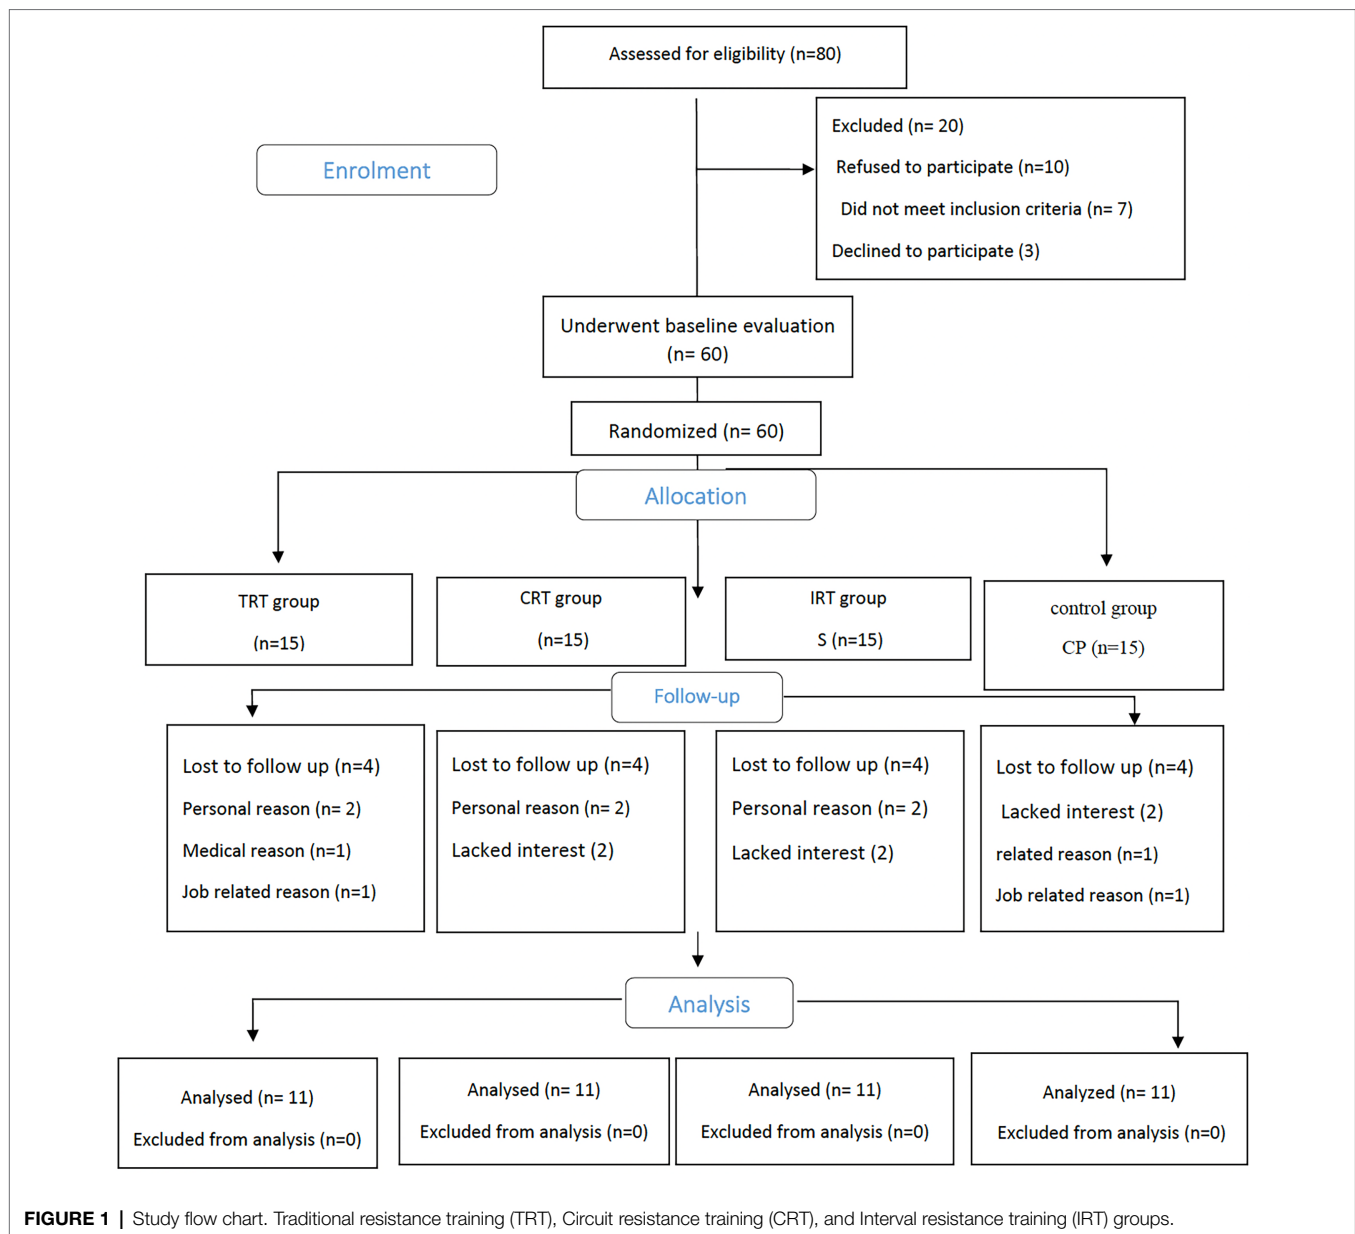 Assessed for eligibility (n=80)
Excluded (n= 20)
Refused to participate (n=10)
Did not meet inclusion criteria (n= 7)
Declined to participate (3)
Enrolment
Underwent baseline evaluation
(n= 60)
Randomized (n= 60)
Allocation
TRT group
(n=15)
CRT group
(n=15)
IRT group
S (n=15)
control group
CP (n=15)
Follow-up
Lost to follow up (n=4)
Personal reason (n= 2)
Medical reason (n=1)
Job related reason (n=1)
Lost to follow up (n=4)
Personal reason (n= 2)
Lacked interest (2)
Lost to follow up (n=4)
Personal reason (n= 2)
Lacked interest (2)
Lost to follow up (n=4)
Lacked interest (2)
related reason (n=1)
Job related reason (n=1)
Analysis
Analysed (n= 11)
Excluded from analysis (n=0)
Analysed (n= 11)
Excluded from analysis (n=0)
Analysed (n= 11)
Excluded from analysis (n=0)
Analyzed (n= 11)
Excluded from analysis (n=0)
FIGURE 1 | Study flow chart. Traditional resistance training (TRT), Circuit resistance training (CRT), and Interval resistance training (IRT) groups.